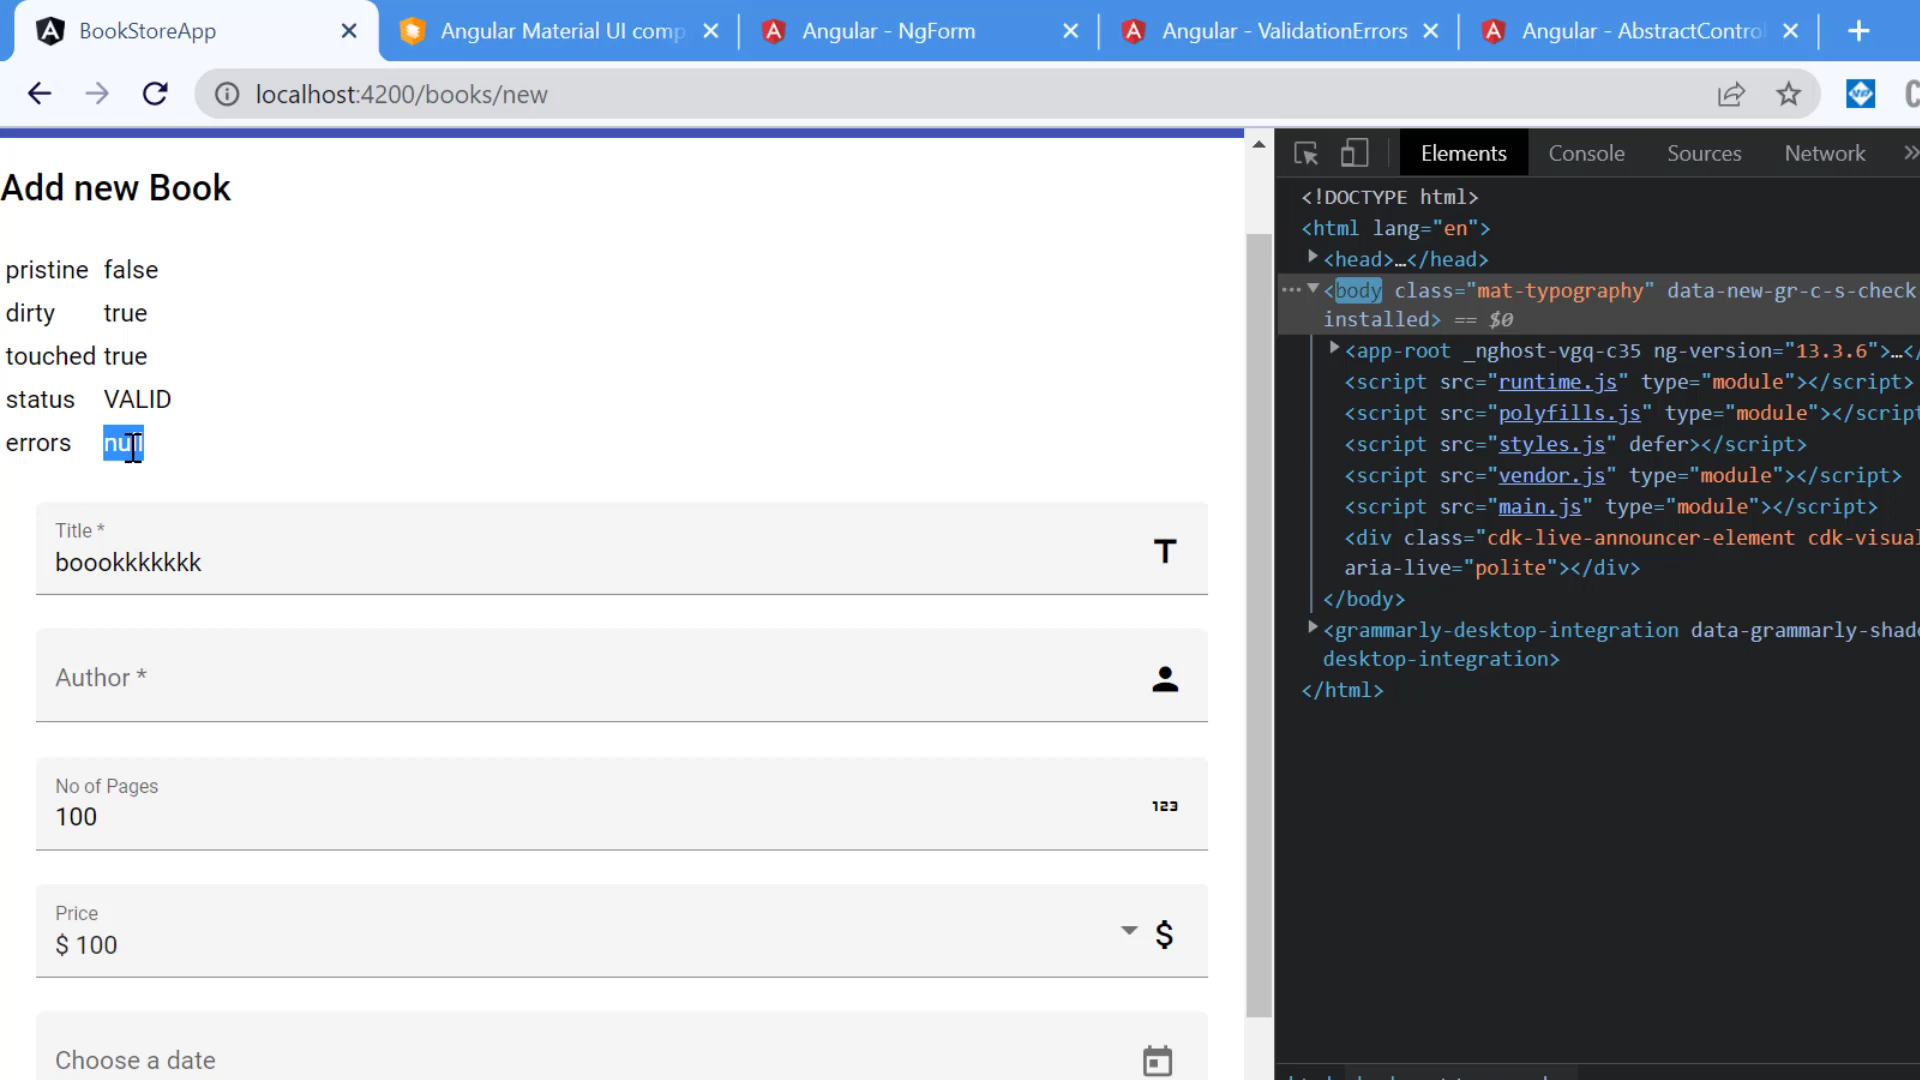 BookStoreApp
Angular Material UI comp
Angular - NgForm
Angular - ValidationErrors
Angular - AbstractContro
localhost:4200/books/new
Elements
Console
Sources
Network
Add new Book
pristine false
dirty true
touched true
status VALID
errors null
Title *
boookkkkkkk
Author *
No of Pages
100
123
Price
$ 100
$
Choose a date
<!DOCTYPE html>
<html lang="en">
<head>…</head>
<body class="mat-typography" data-new-gr-c-s-check
installed> == $0
<app-root _nghost-vgq-c35 ng-version="13.3.6">…</
<script src="runtime.js" type="module"></script>
<script src="polyfills.js" type="module"></script
<script src="styles.js" defer></script>
<script src="vendor.js" type="module"></script>
<script src="main.js" type="module"></script>
<div class="cdk-live-announcer-element cdk-visual
aria-live="polite"></div>
</body>
<grammarly-desktop-integration data-grammarly-shado
desktop-integration>
</html>